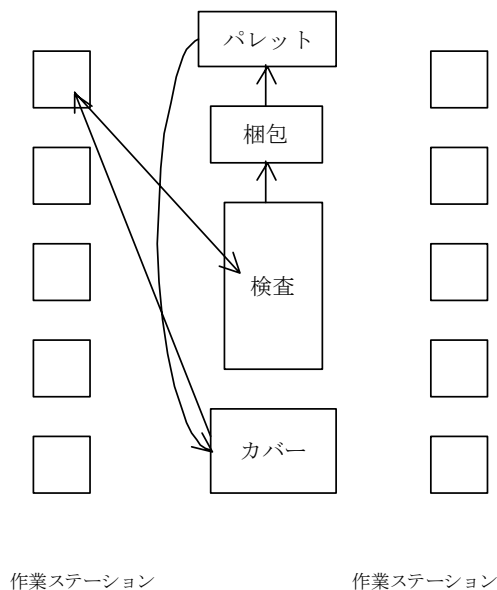 パレット
梱包
検査
カバー
作業ステーション
作業ステーション